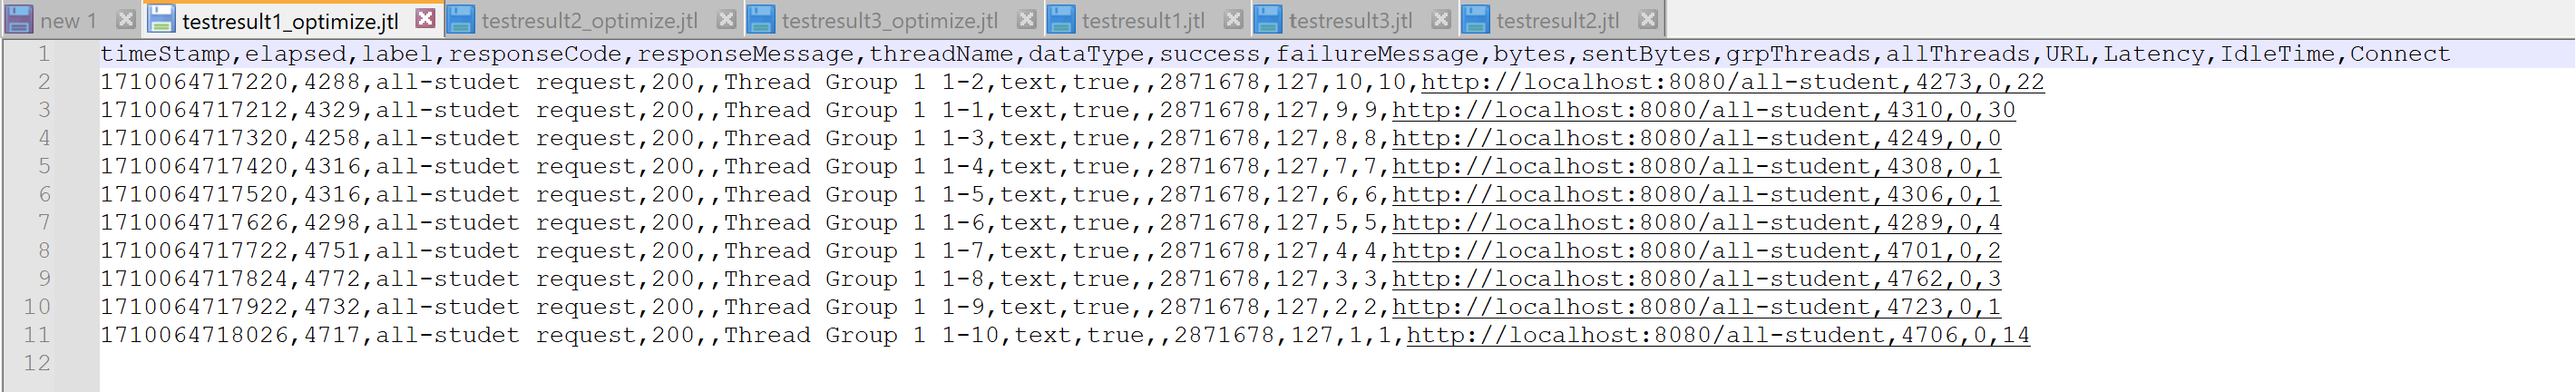 new 1 testresult1_optimize.jtl testresult2_optimize.jtl testresult3_optimize.jtl testresult1.jtl testresult3.jtl testresult2.jtl
1 timeStamp,elapsed,label,responseCode,responseMessage,threadName,dataType,success,failureMessage,bytes,sentBytes,grpThreads,allThreads,URL,Latency,IdleTime,Connect
2 1710064717220,4288,all-studet request,200,,Thread Group 1 1-2,text,true,,2871678,127,10,10,http://localhost:8080/all-student,4273,0,22
3 1710064717212,4329,all-studet request,200,,Thread Group 1 1-1,text,true,,2871678,127,9,9,http://localhost:8080/all-student,4310,0,30
4 1710064717320,4258,all-studet request,200,,Thread Group 1 1-3,text,true,,2871678,127,8,8,http://localhost:8080/all-student,4249,0,0
5 1710064717420,4316,all-studet request,200,,Thread Group 1 1-4,text,true,,2871678,127,7,7,http://localhost:8080/all-student,4308,0,1
6 1710064717520,4316,all-studet request,200,,Thread Group 1 1-5,text,true,,2871678,127,6,6,http://localhost:8080/all-student,4306,0,1
7 1710064717626,4298,all-studet request,200,,Thread Group 1 1-6,text,true,,2871678,127,5,5,http://localhost:8080/all-student,4289,0,4
8 1710064717722,4751,all-studet request,200,,Thread Group 1 1-7,text,true,,2871678,127,4,4,http://localhost:8080/all-student,4701,0,2
9 1710064717824,4772,all-studet request,200,,Thread Group 1 1-8,text,true,,2871678,127,3,3,http://localhost:8080/all-student,4762,0,3
10 1710064717922,4732,all-studet request,200,,Thread Group 1 1-9,text,true,,2871678,127,2,2,http://localhost:8080/all-student,4723,0,1
11 1710064718026,4717,all-studet request,200,,Thread Group 1 1-10,text,true,,2871678,127,1,1,http://localhost:8080/all-student,4706,0,14
12